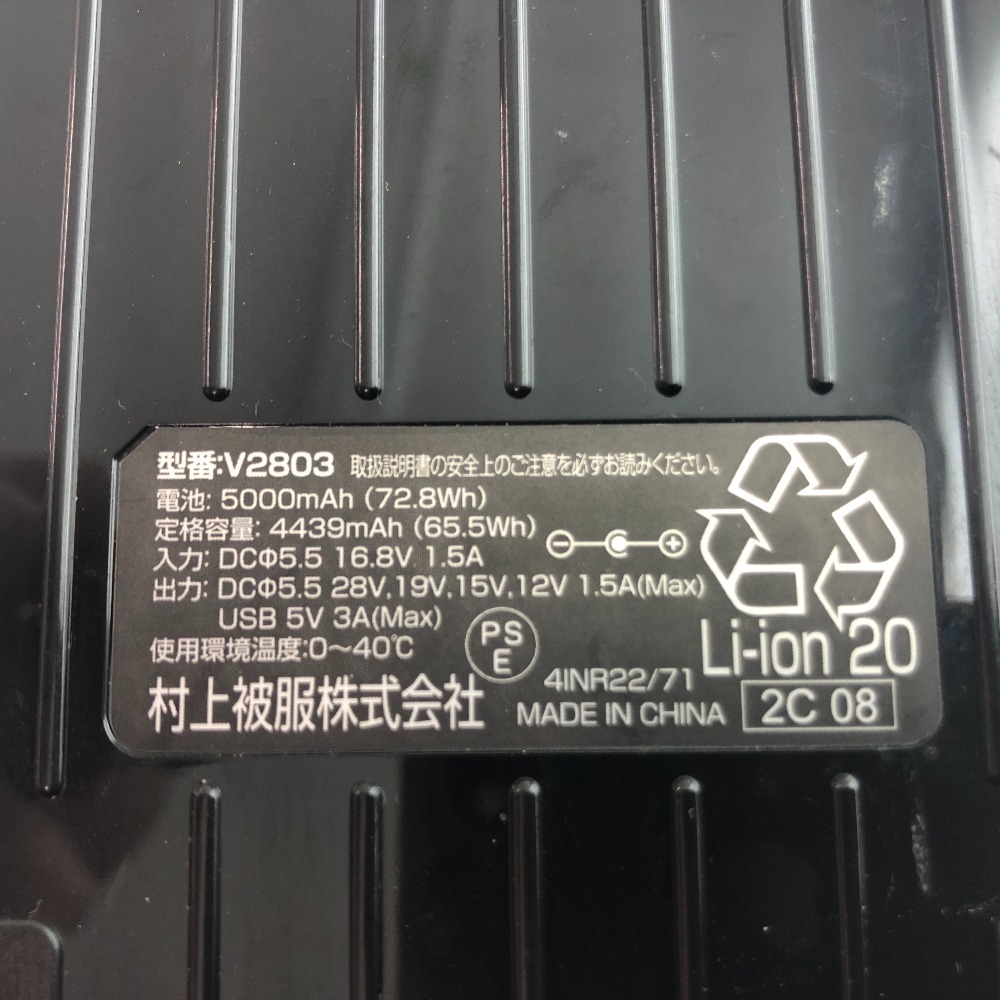 型番:V2803 取扱説明書の安全上のご注意を必ずお読みください。
電池: 5000mAh (72.8Wh)
定格容量: 4439mAh (65.5Wh)
入力: DCΦ5.5 16.8V 1.5A
出力: DCΦ5.5 28V,19V,15V,12V 1.5A(Max)
USB 5V 3A(Max)
使用環境温度:0～40℃
PS
E
Li-ion 20
4INR22/71
村上被服株式会社
MADE IN CHINA
2C 08